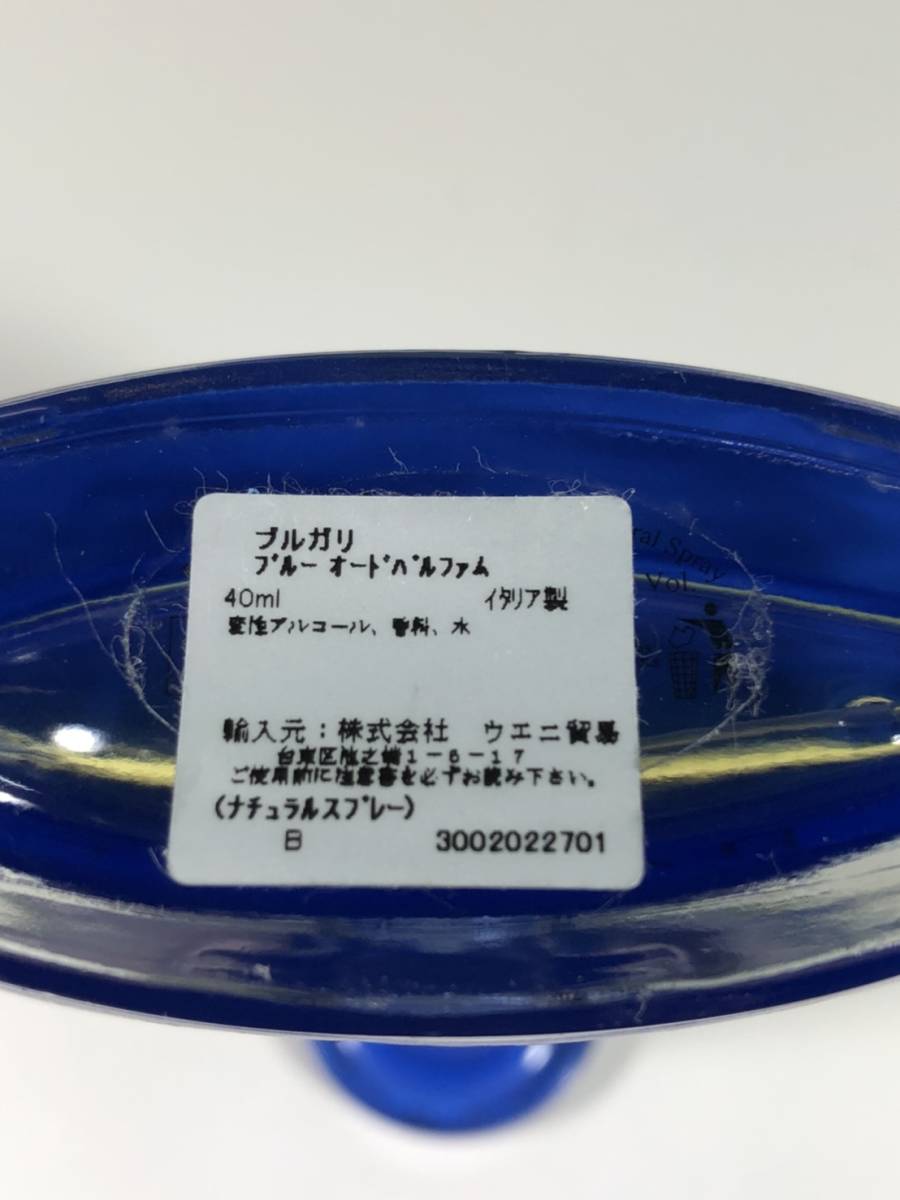 ブルガリ
ブルー オードパルファム
40ml イタリア製
変性アルコール、香料、水
輸入元：株式会社 ウエニ貿易
台東区池之端1-6-17
ご使用前に注意書を必ずお読み下さい。
(ナチュラルスプレー)
B 3002022701
ral Spray
Vol.